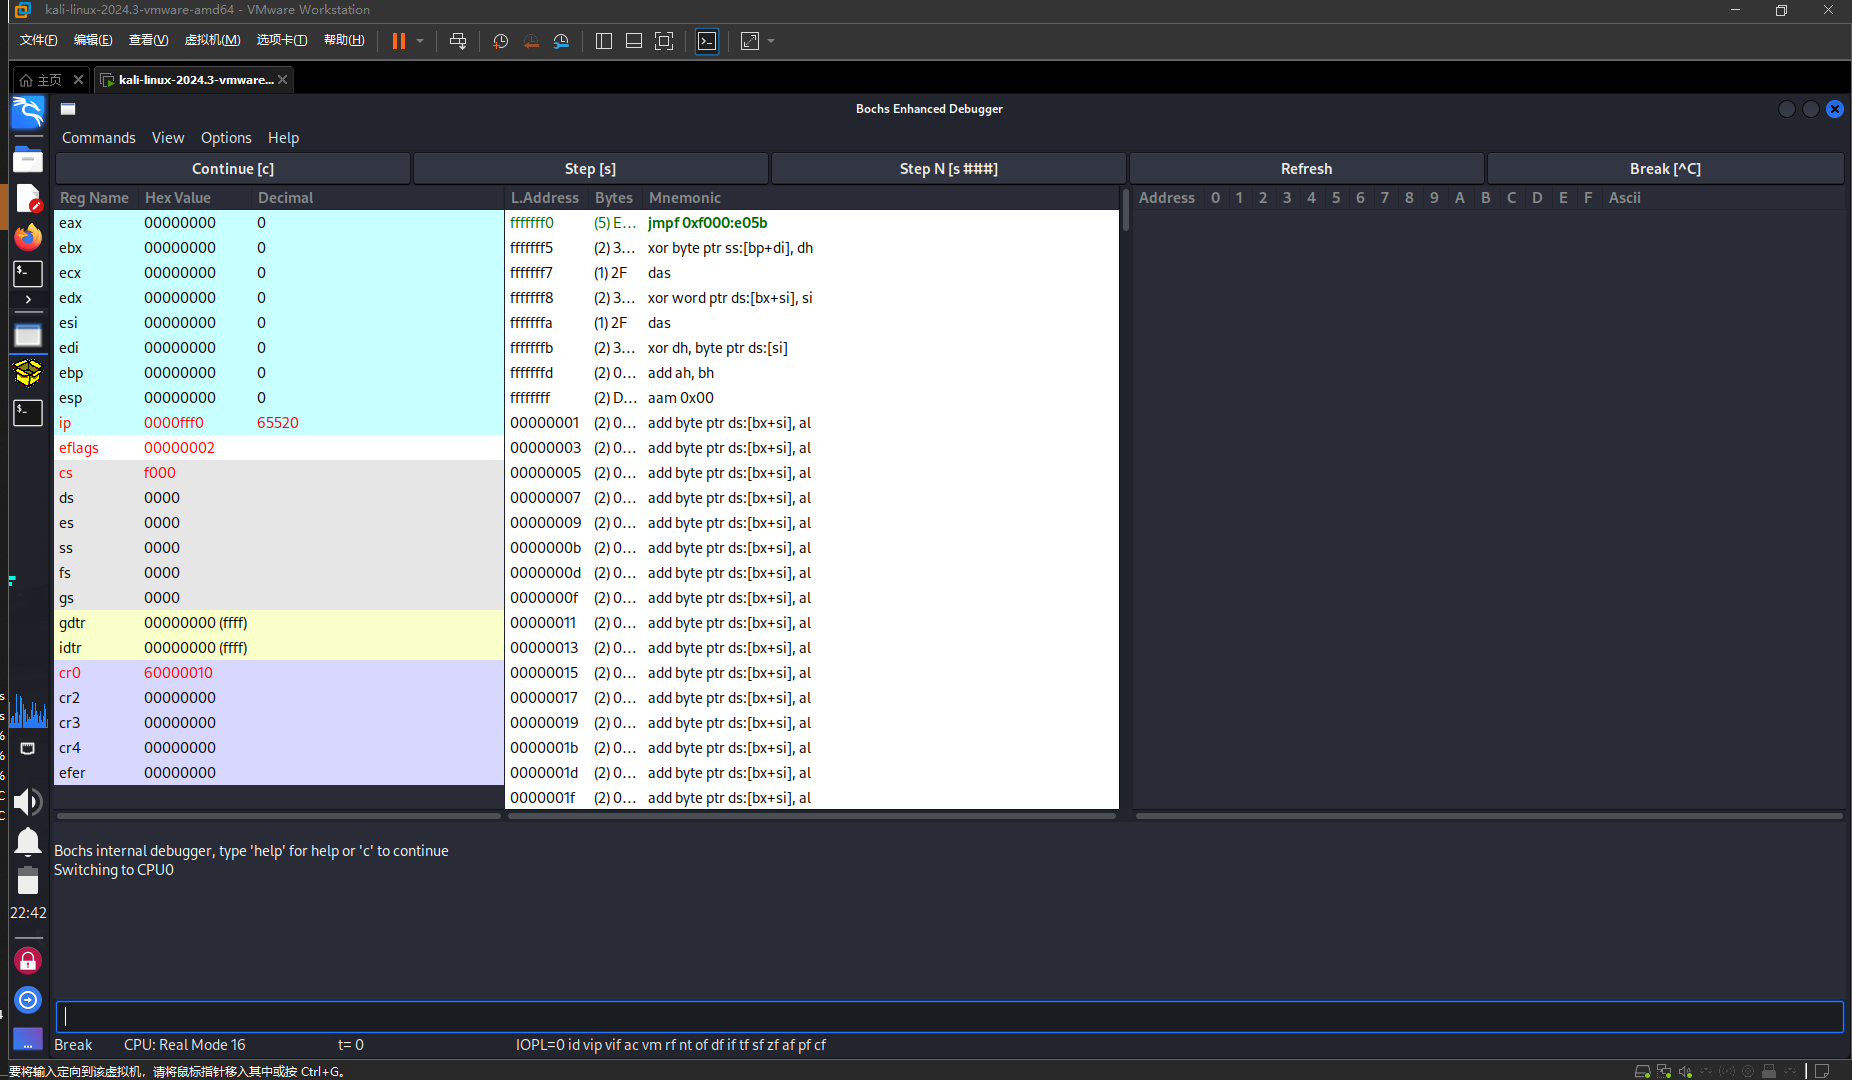 kali-linux-2024.3-vmware-amd64 - VMware Workstation
文件(F) 编辑(E) 查看(V) 虚拟机(M) 选项卡(T) 帮助(H)
主页 kali-linux-2024.3-vmware...
Bochs Enhanced Debugger
Commands View Options Help
Continue [c] Step [s] Step N [s ###] Refresh Break [^C]
Reg Name Hex Value Decimal L.Address Bytes Mnemonic Address 0 1 2 3 4 5 6 7 8 9 A B C D E F Ascii
eax 00000000 0 fffffff0 (5) E... jmpf 0xf000:e05b
ebx 00000000 0 fffffff5 (2) 3... xor byte ptr ss:[bp+di], dh
ecx 00000000 0 fffffff7 (1) 2F das
edx 00000000 0 fffffff8 (2) 3... xor word ptr ds:[bx+si], si
esi 00000000 0 fffffffa (1) 2F das
edi 00000000 0 fffffffb (2) 3... xor dh, byte ptr ds:[si]
ebp 00000000 0 fffffffd (2) 0... add ah, bh
esp 00000000 0 ffffffff (2) D... aam 0x00
ip 0000fff0 65520 00000001 (2) 0... add byte ptr ds:[bx+si], al
eflags 00000002 00000003 (2) 0... add byte ptr ds:[bx+si], al
cs f000 00000005 (2) 0... add byte ptr ds:[bx+si], al
ds 0000 00000007 (2) 0... add byte ptr ds:[bx+si], al
es 0000 00000009 (2) 0... add byte ptr ds:[bx+si], al
ss 0000 0000000b (2) 0... add byte ptr ds:[bx+si], al
fs 0000 0000000d (2) 0... add byte ptr ds:[bx+si], al
gs 0000 0000000f (2) 0... add byte ptr ds:[bx+si], al
gdtr 00000000 (ffff) 00000011 (2) 0... add byte ptr ds:[bx+si], al
idtr 00000000 (ffff) 00000013 (2) 0... add byte ptr ds:[bx+si], al
cr0 60000010 00000015 (2) 0... add byte ptr ds:[bx+si], al
cr2 00000000 00000017 (2) 0... add byte ptr ds:[bx+si], al
cr3 00000000 00000019 (2) 0... add byte ptr ds:[bx+si], al
cr4 00000000 0000001b (2) 0... add byte ptr ds:[bx+si], al
efer 00000000 0000001d (2) 0... add byte ptr ds:[bx+si], al
0000001f (2) 0... add byte ptr ds:[bx+si], al
Bochs internal debugger, type 'help' for help or 'c' to continue
Switching to CPU0
22:42
Break CPU: Real Mode 16 t= 0 IOPL=0 id vip vif ac vm rf nt of df if tf sf zf af pf cf
要将输入定向到该虚拟机，请将鼠标指针移入其中或按 Ctrl+G。